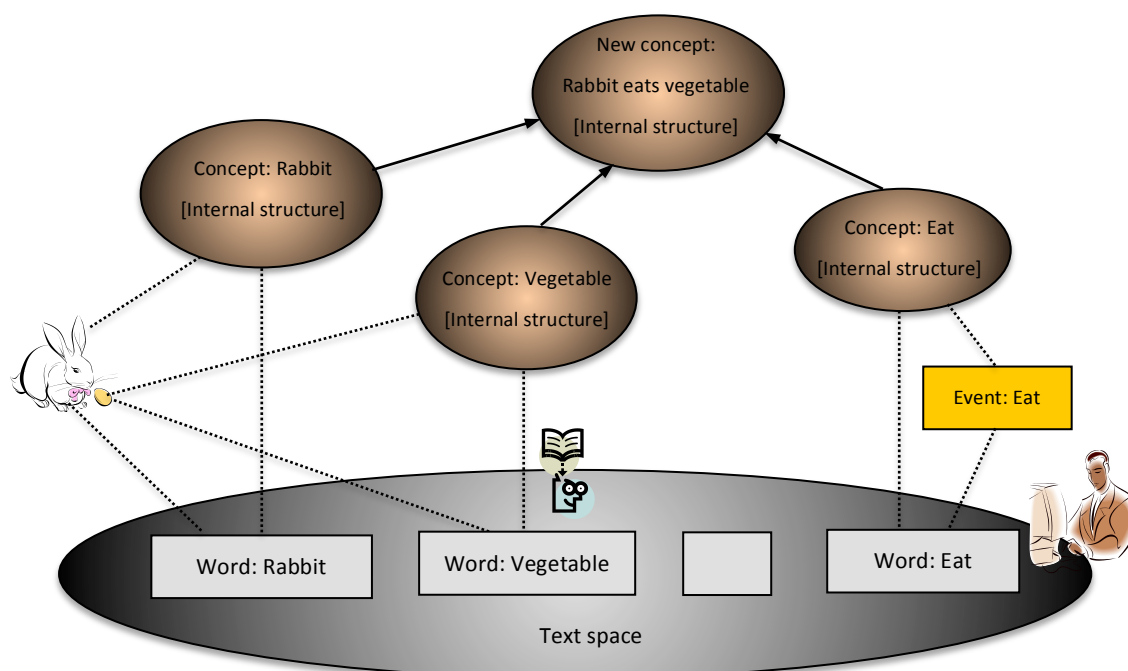 New concept:
Rabbit eats vegetable
[Internal structure]
Concept: Rabbit
[Internal structure]
Concept: Vegetable
[Internal structure]
Concept: Eat
[Internal structure]
Event: Eat
Word: Rabbit
Word: Vegetable
Word: Eat
Text space